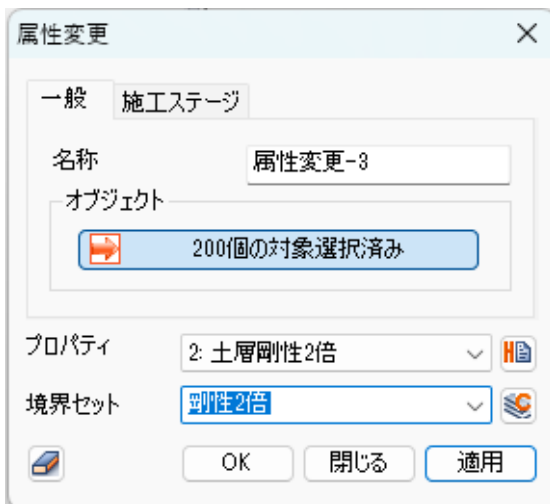 属性変更
一般 施工ステージ
名称 属性変更-3
オブジェクト
200個の対象選択済み
プロパティ 2: 土層剛性2倍
境界セット 剛性2倍
OK 閉じる 適用